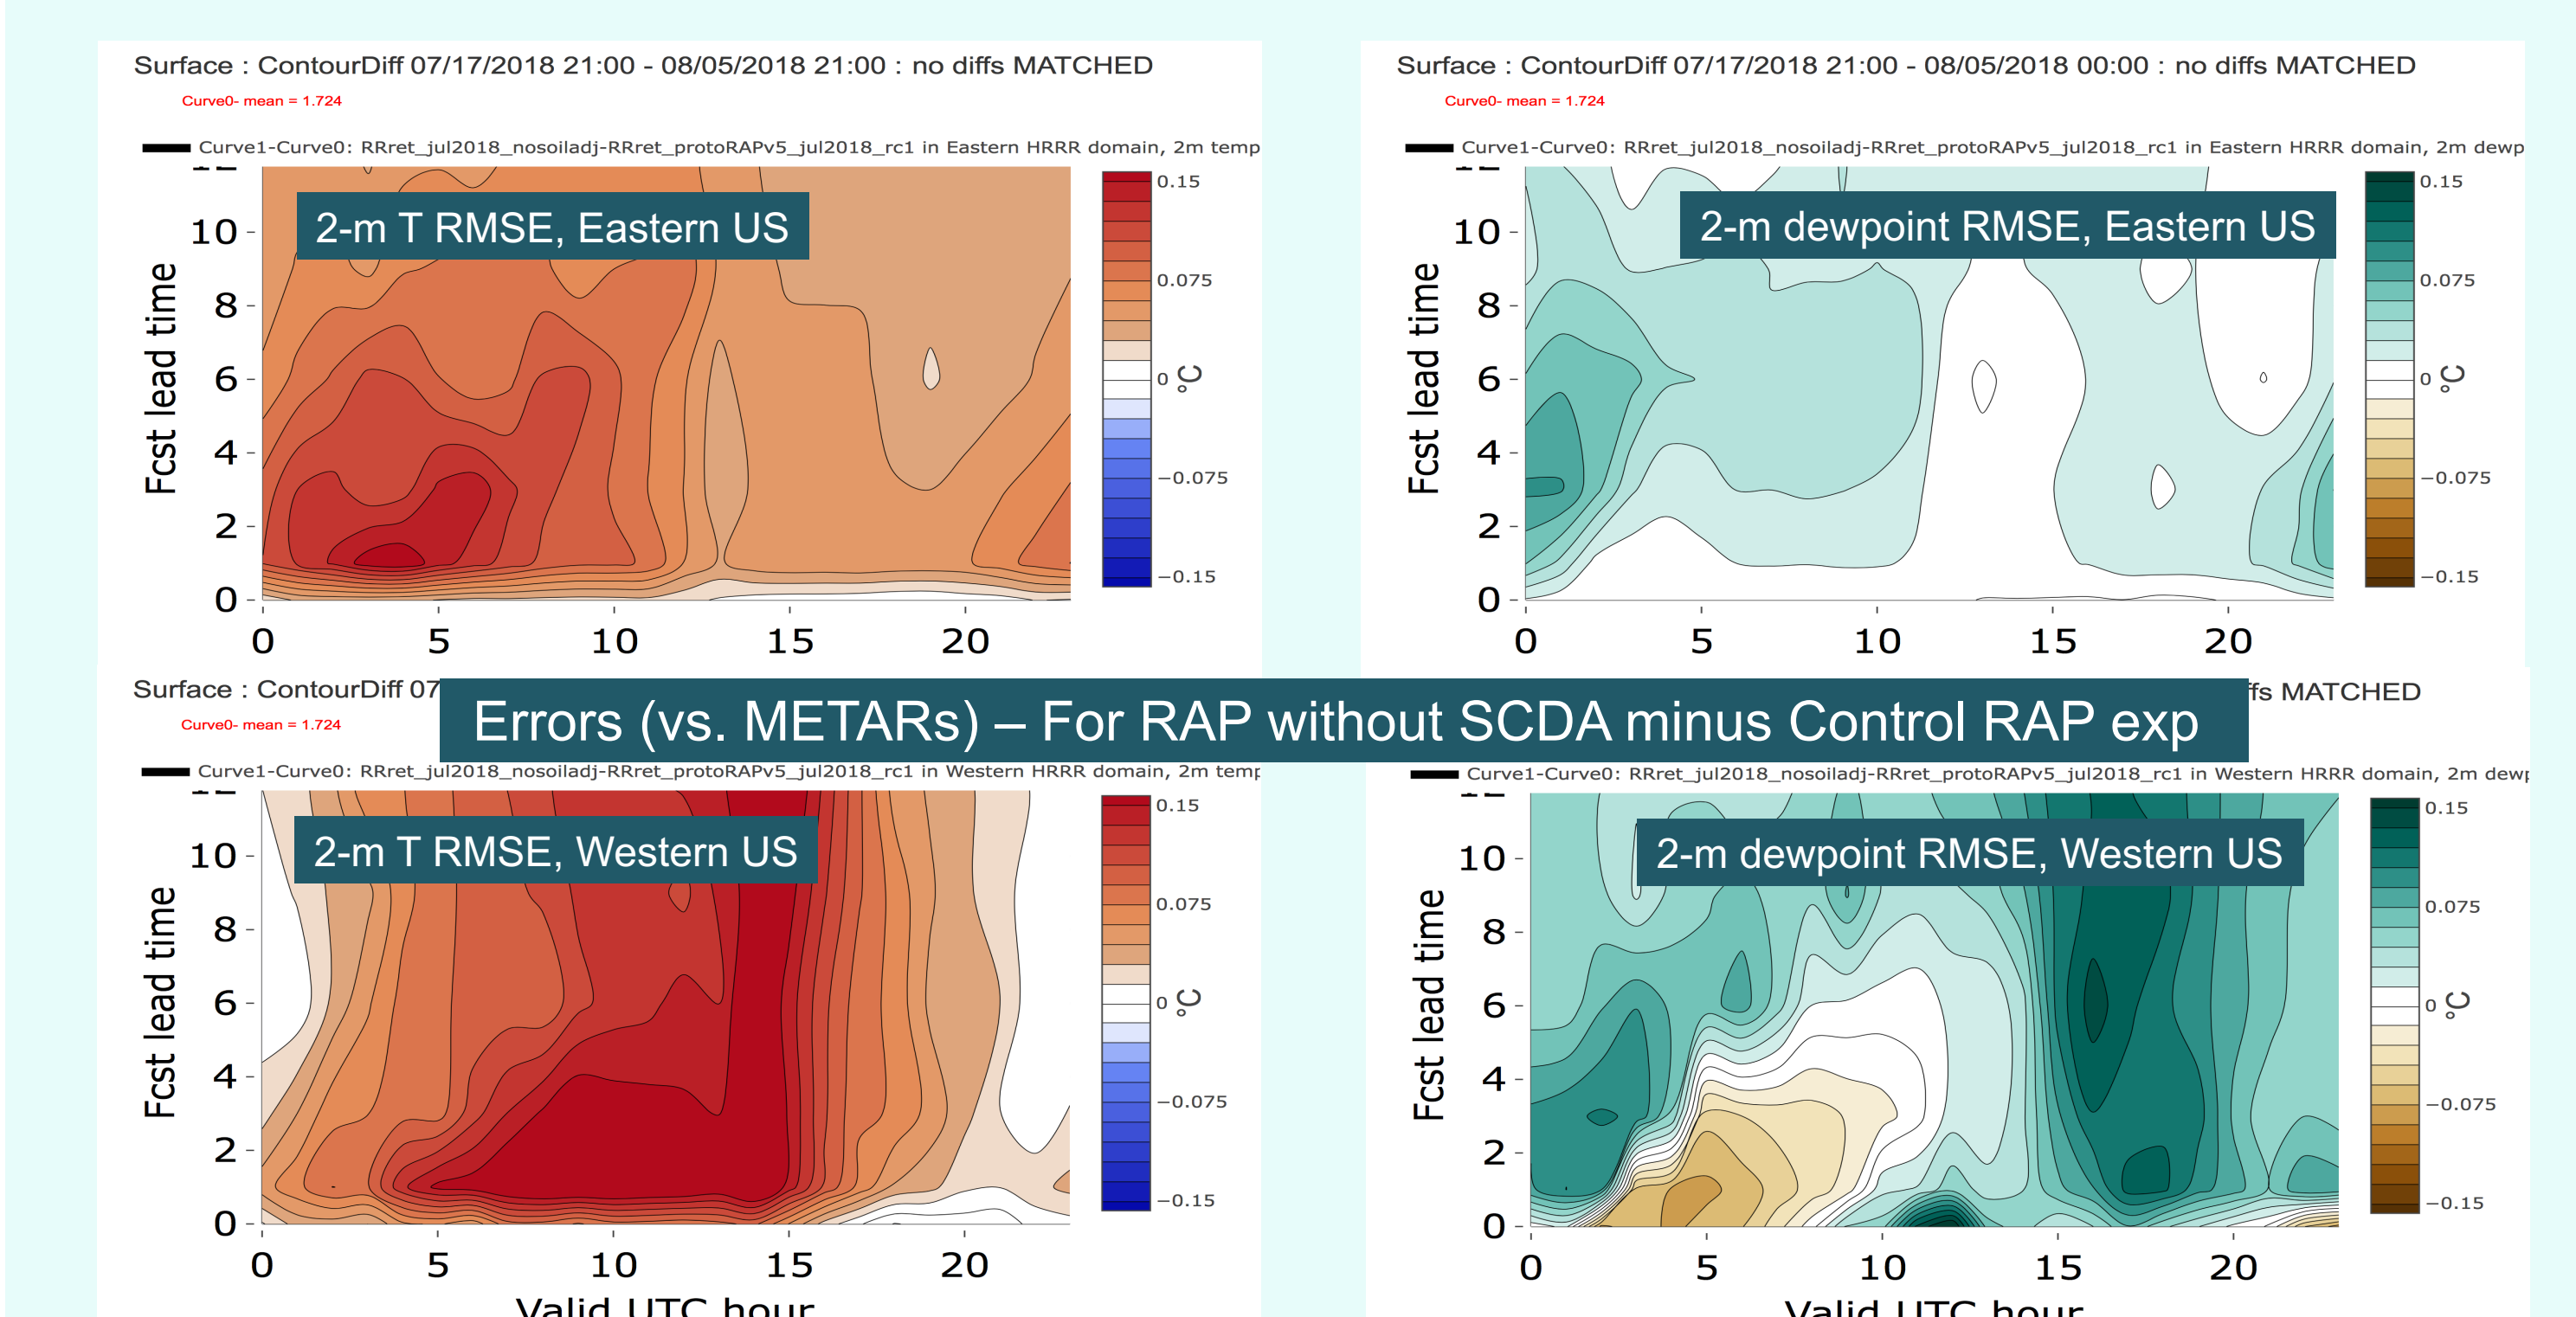 Surface : ContourDiff 07/17/2018 21:00 - 08/05/2018 21:00 : no diffs MATCHED
Curve0- mean = 1.724
Curve1-Curve0: RRret_jul2018_nosoiladj-RRret_protoRAPv5_jul2018_rc1 in Eastern HRRR domain, 2m temp
2-m T RMSE, Eastern US
Fcst lead time
10
8
6
4
2
0
0 5 10 15 20
0.15
0.075
0
−0.075
−0.15
°C
Surface : ContourDiff 07/17/2018 21:00 - 08/05/2018 00:00 : no diffs MATCHED
Curve0- mean = 1.724
Curve1-Curve0: RRret_jul2018_nosoiladj-RRret_protoRAPv5_jul2018_rc1 in Eastern HRRR domain, 2m dewp
2-m dewpoint RMSE, Eastern US
Fcst lead time
10
8
6
4
2
0
0 5 10 15 20
0.15
0.075
0
−0.075
−0.15
°C
Errors (vs. METARs) – For RAP without SCDA minus Control RAP exp
Surface : ContourDiff 07
Curve0- mean = 1.724
Curve1-Curve0: RRret_jul2018_nosoiladj-RRret_protoRAPv5_jul2018_rc1 in Western HRRR domain, 2m temp
2-m T RMSE, Western US
Fcst lead time
10
8
6
4
2
0
0 5 10 15 20
Valid UTC hour
0.15
0.075
0
−0.075
−0.15
°C
ffs MATCHED
Curve1-Curve0: RRret_jul2018_nosoiladj-RRret_protoRAPv5_jul2018_rc1 in Western HRRR domain, 2m dewp
2-m dewpoint RMSE, Western US
Fcst lead time
10
8
6
4
2
0
0 5 10 15 20
Valid UTC hour
0.15
0.075
0
−0.075
−0.15
°C